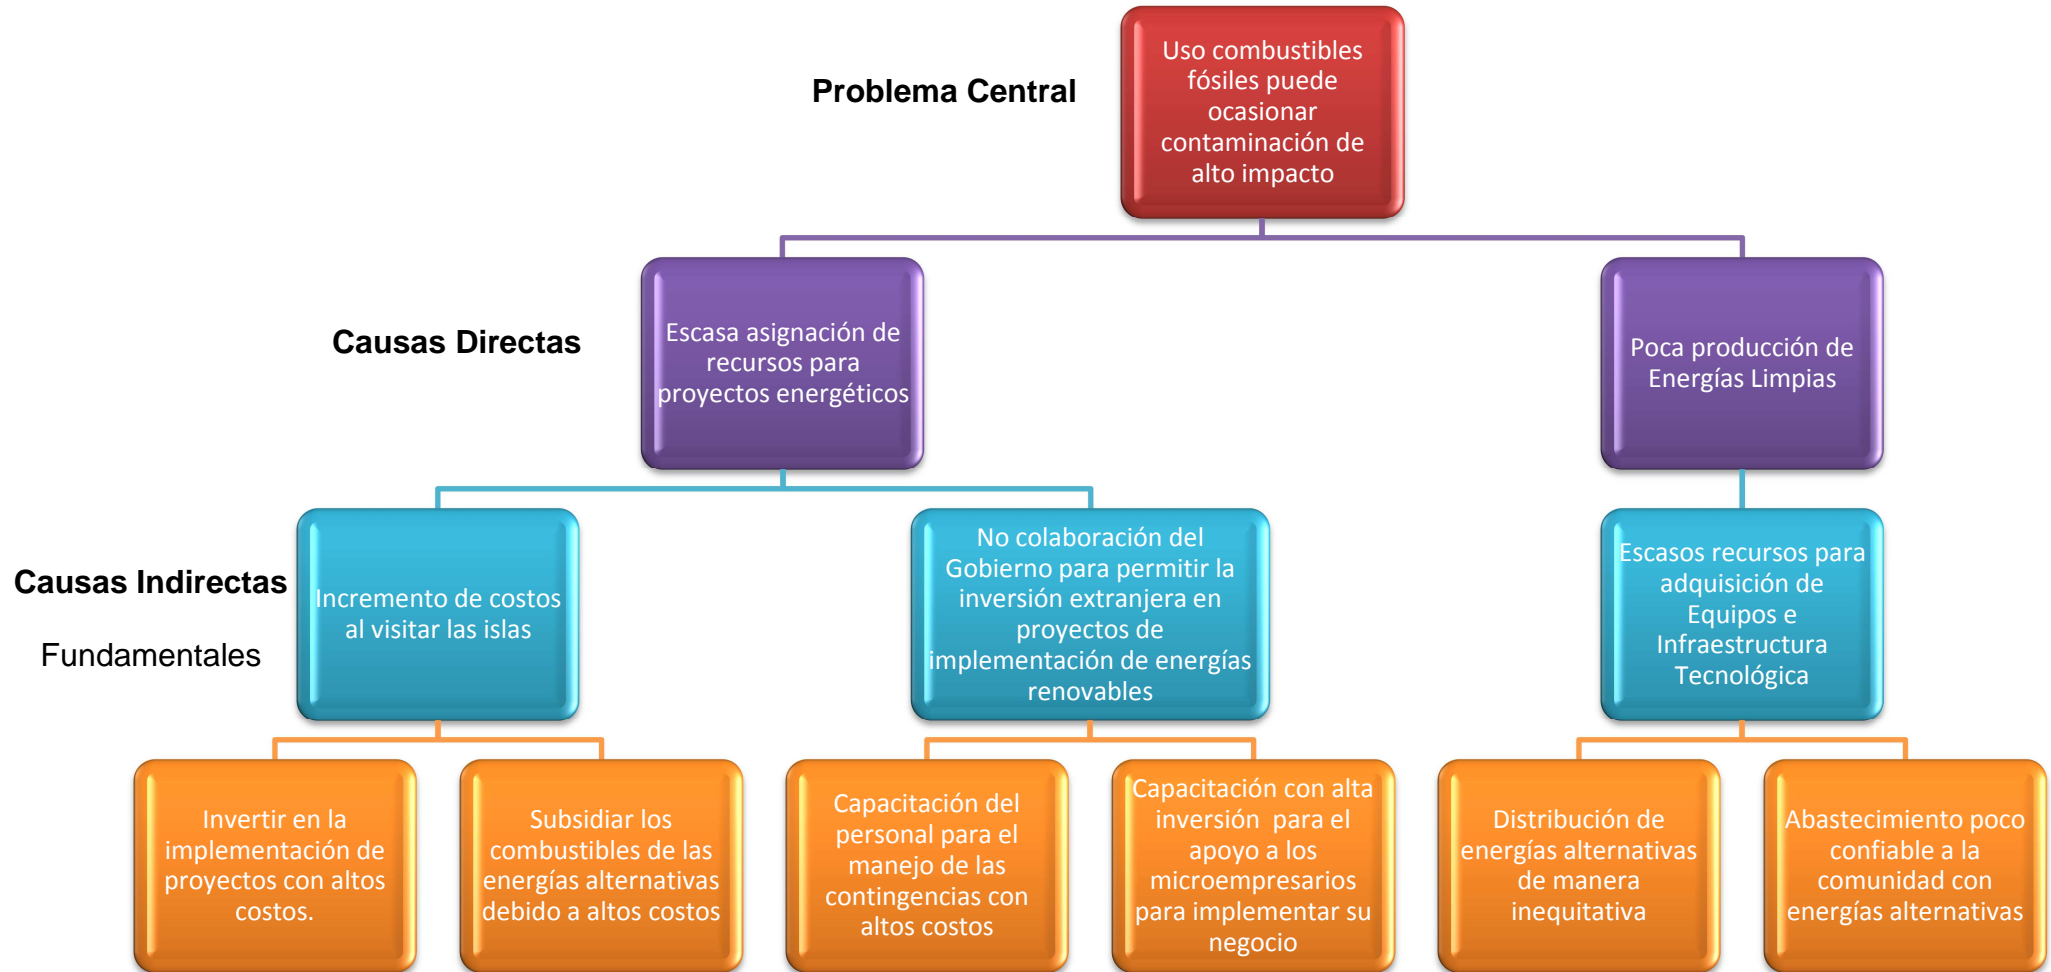 Problema Central
Uso combustibles
fósiles puede
ocasionar
contaminación de
alto impacto
Causas Directas
Escasa asignación de
recursos para
proyectos energéticos
Poca producción de
Energías Limpias
Causas Indirectas
Fundamentales
Incremento de costos
al visitar las islas
No colaboración del
Gobierno para permitir la
inversión extranjera en
proyectos de
implementación de energías
renovables
Escasos recursos para
adquisición de
Equipos e
Infraestructura
Tecnológica
Invertir en la
implementación de
proyectos con altos
costos.
Subsidiar los
combustibles de las
energías alternativas
debido a altos costos
Capacitación del
personal para el
manejo de las
contingencias con
altos costos
Capacitación con alta
inversión  para el
apoyo a los
microempresarios
para implementar su
negocio
Distribución de
energías alternativas
de manera
inequitativa
Abastecimiento poco
confiable a la
comunidad con
energías alternativas